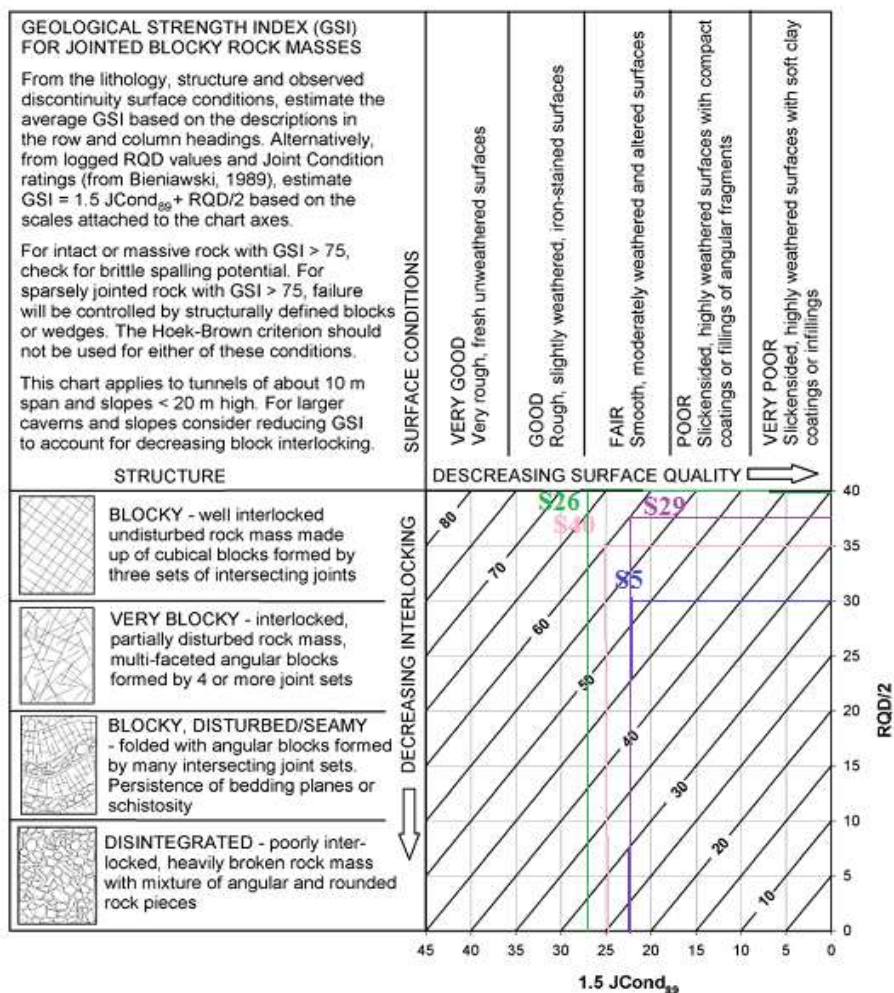 GEOLOGICAL STRENGTH INDEX (GSI)
FOR JOINTED BLOCKY ROCK MASSES
From the lithology, structure and observed
discontinuity surface conditions, estimate the
average GSI based on the descriptions in
the row and column headings. Alternatively,
from logged RQD values and Joint Condition
ratings (from Bieniawski, 1989), estimate
GSI = 1.5 JCond89 + RQD/2 based on the
scales attached to the chart axes.
For intact or massive rock with GSI > 75,
check for brittle spalling potential. For
sparsely jointed rock with GSI > 75, failure
will be controlled by structurally defined blocks
or wedges. The Hoek-Brown criterion should
not be used for either of these conditions.
This chart applies to tunnels of about 10 m
span and slopes < 20 m high. For larger
caverns and slopes consider reducing GSI
to account for decreasing block interlocking.
STRUCTURE
SURFACE CONDITIONS
VERY GOOD
Very rough, fresh unweathered surfaces
GOOD
Rough, slightly weathered, iron-stained surfaces
FAIR
Smooth, moderately weathered and altered surfaces
POOR
Slickensided, highly weathered surfaces with compact
coatings or fillings of angular fragments
VERY POOR
Slickensided, highly weathered surfaces with soft clay
coatings or infillings
DESCREASING SURFACE QUALITY
BLOCKY - well interlocked
undisturbed rock mass made
up of cubical blocks formed by
three sets of intersecting joints
VERY BLOCKY - interlocked,
partially disturbed rock mass,
multi-faceted angular blocks
formed by 4 or more joint sets
BLOCKY, DISTURBED/SEAMY
- folded with angular blocks formed
by many intersecting joint sets.
Persistence of bedding planes or
schistosity
DISINTEGRATED - poorly inter-
locked, heavily broken rock mass
with mixture of angular and rounded
rock pieces
DECREASING INTERLOCKING
S26
S29
S40
S5
80
70
60
50
40
30
20
10
40
35
30
25
20
15
10
5
0
RQD/2
45 40 35 30 25 20 15 10 5 0
1.5 JCond89